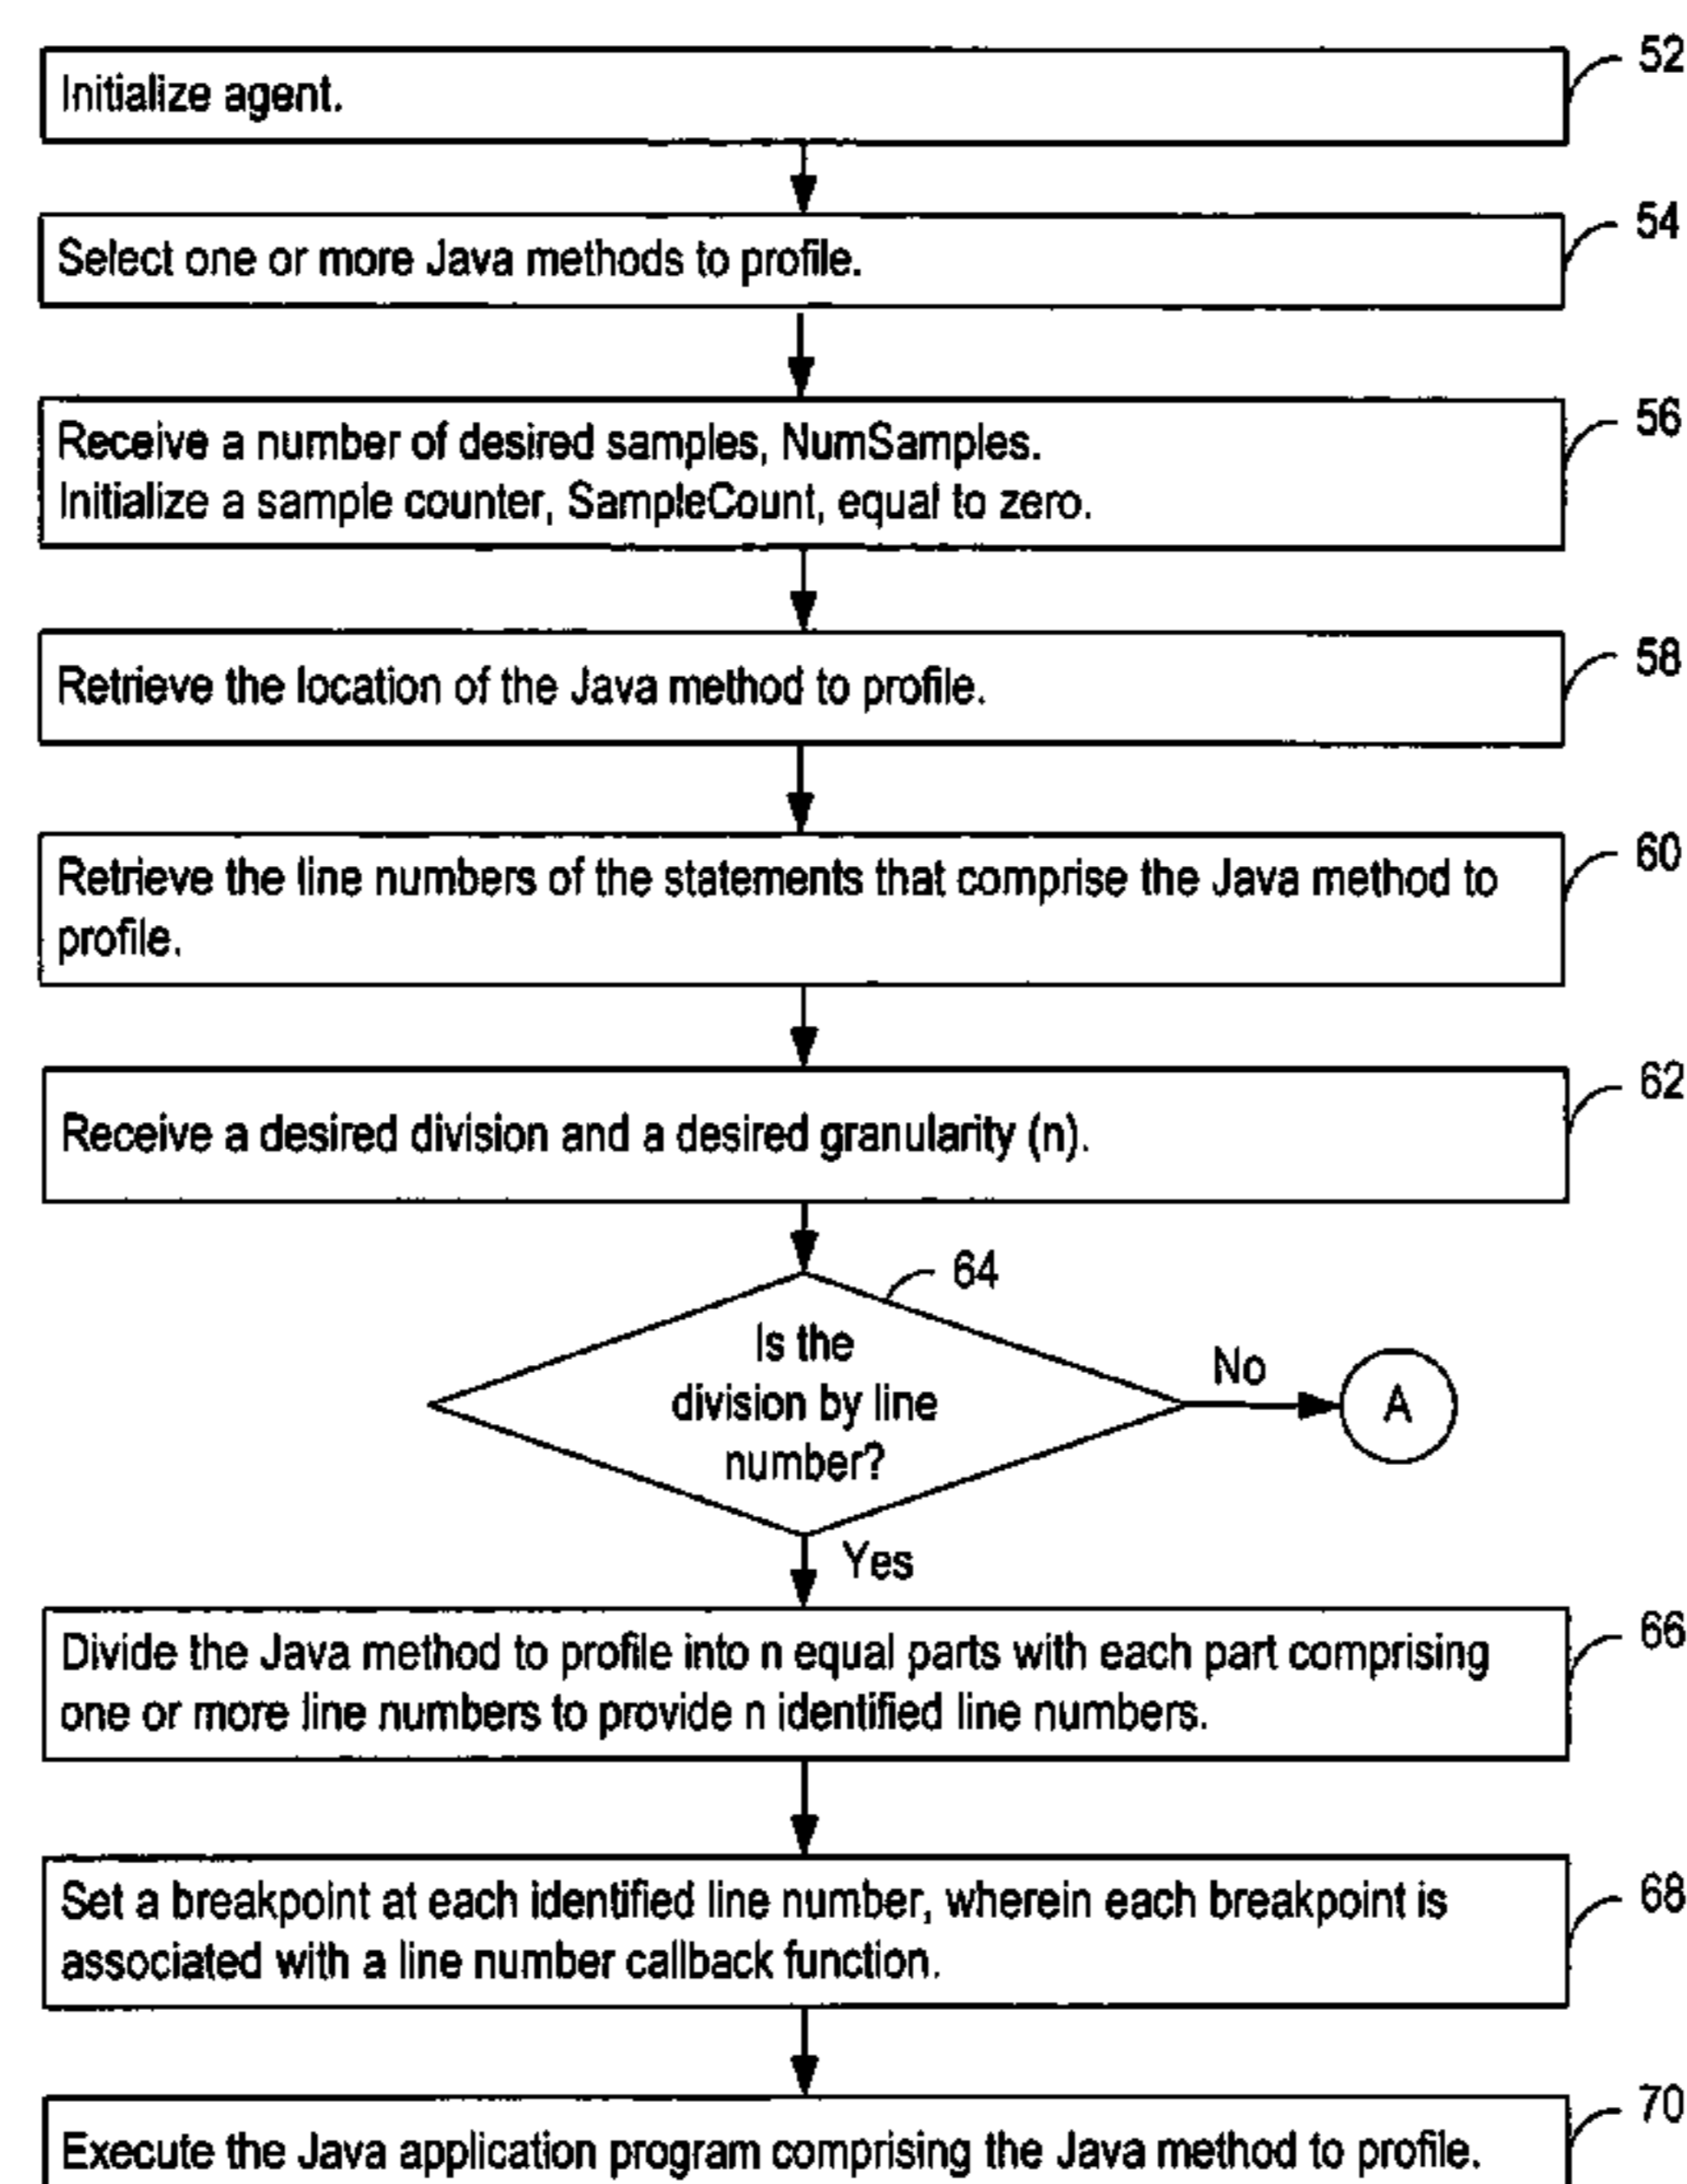 52
Initialize agent.
54
Select one or more Java methods to profile.
56
Receive a number of desired samples, NumSamples.
Initialize a sample counter, SampleCount, equal to zero.
58
Retrieve the location of the Java method to profile.
60
Retrieve the line numbers of the statements that comprise the Java method to
profile.
62
Receive a desired division and a desired granularity (n).
64
Is the
division by line
number?
No
A
Yes
66
Divide the Java method to profile into n equal parts with each part comprising
one or more line numbers to provide n identified line numbers.
68
Set a breakpoint at each identified line number, wherein each breakpoint is
associated with a line number callback function.
70
Execute the Java application program comprising the Java method to profile.